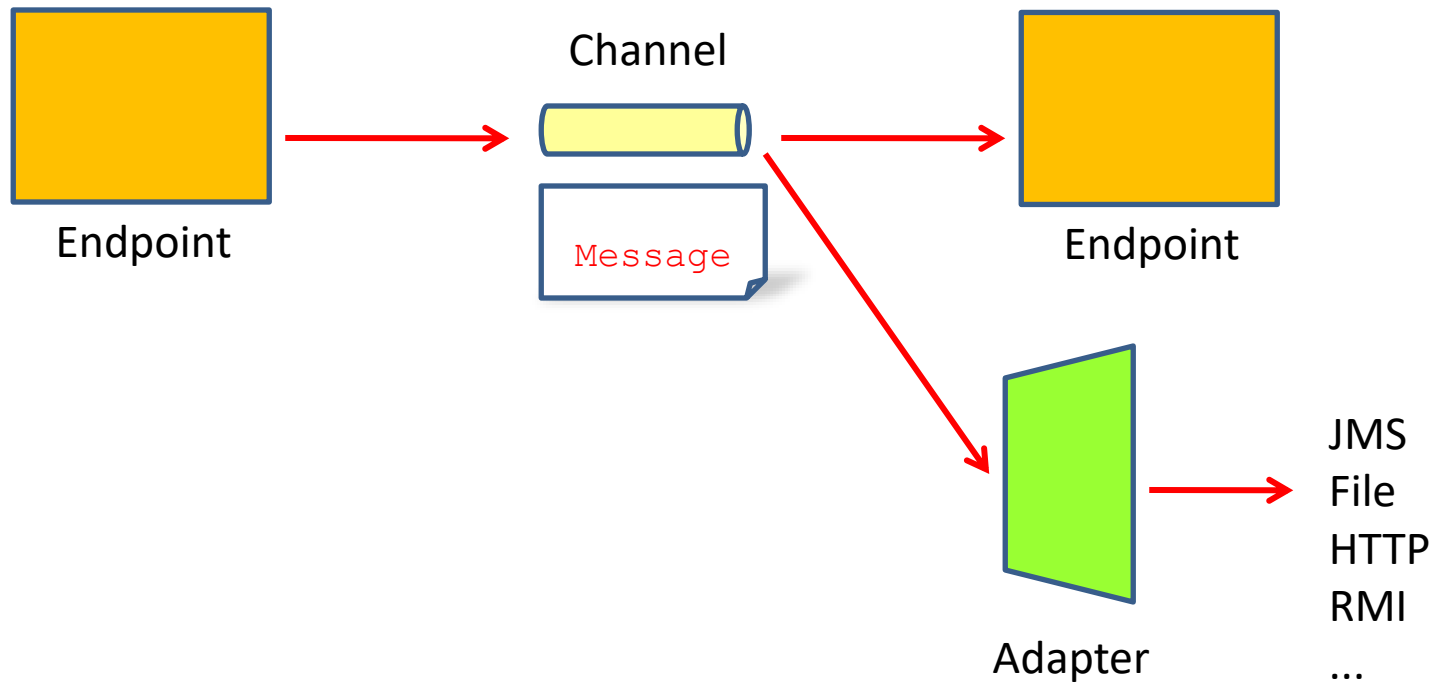 Channel
Endpoint
Message
Endpoint
JMS
File
HTTP
RMI
...
Adapter